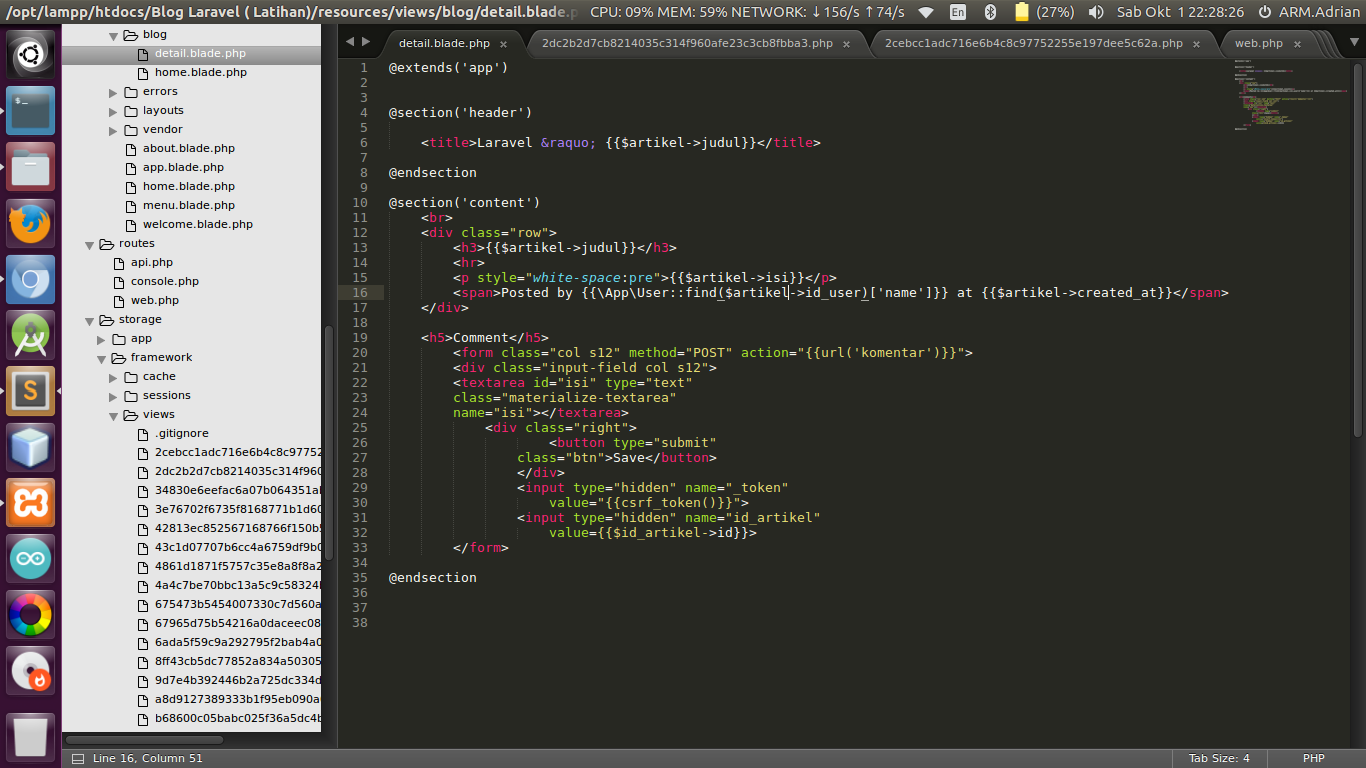 /opt/lampp/htdocs/Blog Laravel ( Latihan)/resources/views/blog/detail.blade.p CPU: 09% MEM: 59% NETWORK: ↓156/s ↑74/s En (27%) Sab Okt 1 22:28:26 ARM.Adrian
blog
detail.blade.php
home.blade.php
errors
layouts
vendor
about.blade.php
app.blade.php
home.blade.php
menu.blade.php
welcome.blade.php
routes
api.php
console.php
web.php
storage
app
framework
cache
sessions
views
.gitignore
2cebcc1adc716e6b4c8c97752
2dc2b2d7cb8214035c314f960
34830e6eefac6a07b064351a
3e76702f6735f8168771b1d60
42813ec852567168766f150b5
43c1d07707b6cc4a6759df9b0
4861d1871f5757c35e8a8f8a2
4a4c7be70bbc13a5c9c58324
675473b5454007330c7d560a
67965d75b54216a0daceec08
6ada5f59c9a292795f2bab4a0
8ff43cb5dc77852a834a50305
9d7e4b392446b2a725dc334d
a8d9127389333b1f95eb090a
b68600c05babc025f36a5dc4b
detail.blade.php × 2dc2b2d7cb8214035c314f960afe23c3cb8fbba3.php × 2cebcc1adc716e6b4c8c97752255e197dee5c62a.php × web.php ×
1 @extends('app')
2
3
4 @section('header')
5
6 <title>Laravel &raquo; {{$artikel->judul}}</title>
7
8 @endsection
9
10 @section('content')
11 <br>
12 <div class="row">
13 <h3>{{$artikel->judul}}</h3>
14 <hr>
15 <p style="white-space:pre">{{$artikel->isi}}</p>
16 <span>Posted by {{\App\User::find($artikel->id_user)['name']}} at {{$artikel->created_at}}</span>
17 </div>
18
19 <h5>Comment</h5>
20 <form class="col s12" method="POST" action="{{url('komentar')}}">
21 <div class="input-field col s12">
22 <textarea id="isi" type="text"
23 class="materialize-textarea"
24 name="isi"></textarea>
25 <div class="right">
26 <button type="submit"
27 class="btn">Save</button>
28 </div>
29 <input type="hidden" name="_token"
30 value="{{csrf_token()}}">
31 <input type="hidden" name="id_artikel"
32 value={{$id_artikel->id}}>
33 </form>
34
35 @endsection
36
37
38
Line 16, Column 51 Tab Size: 4 PHP